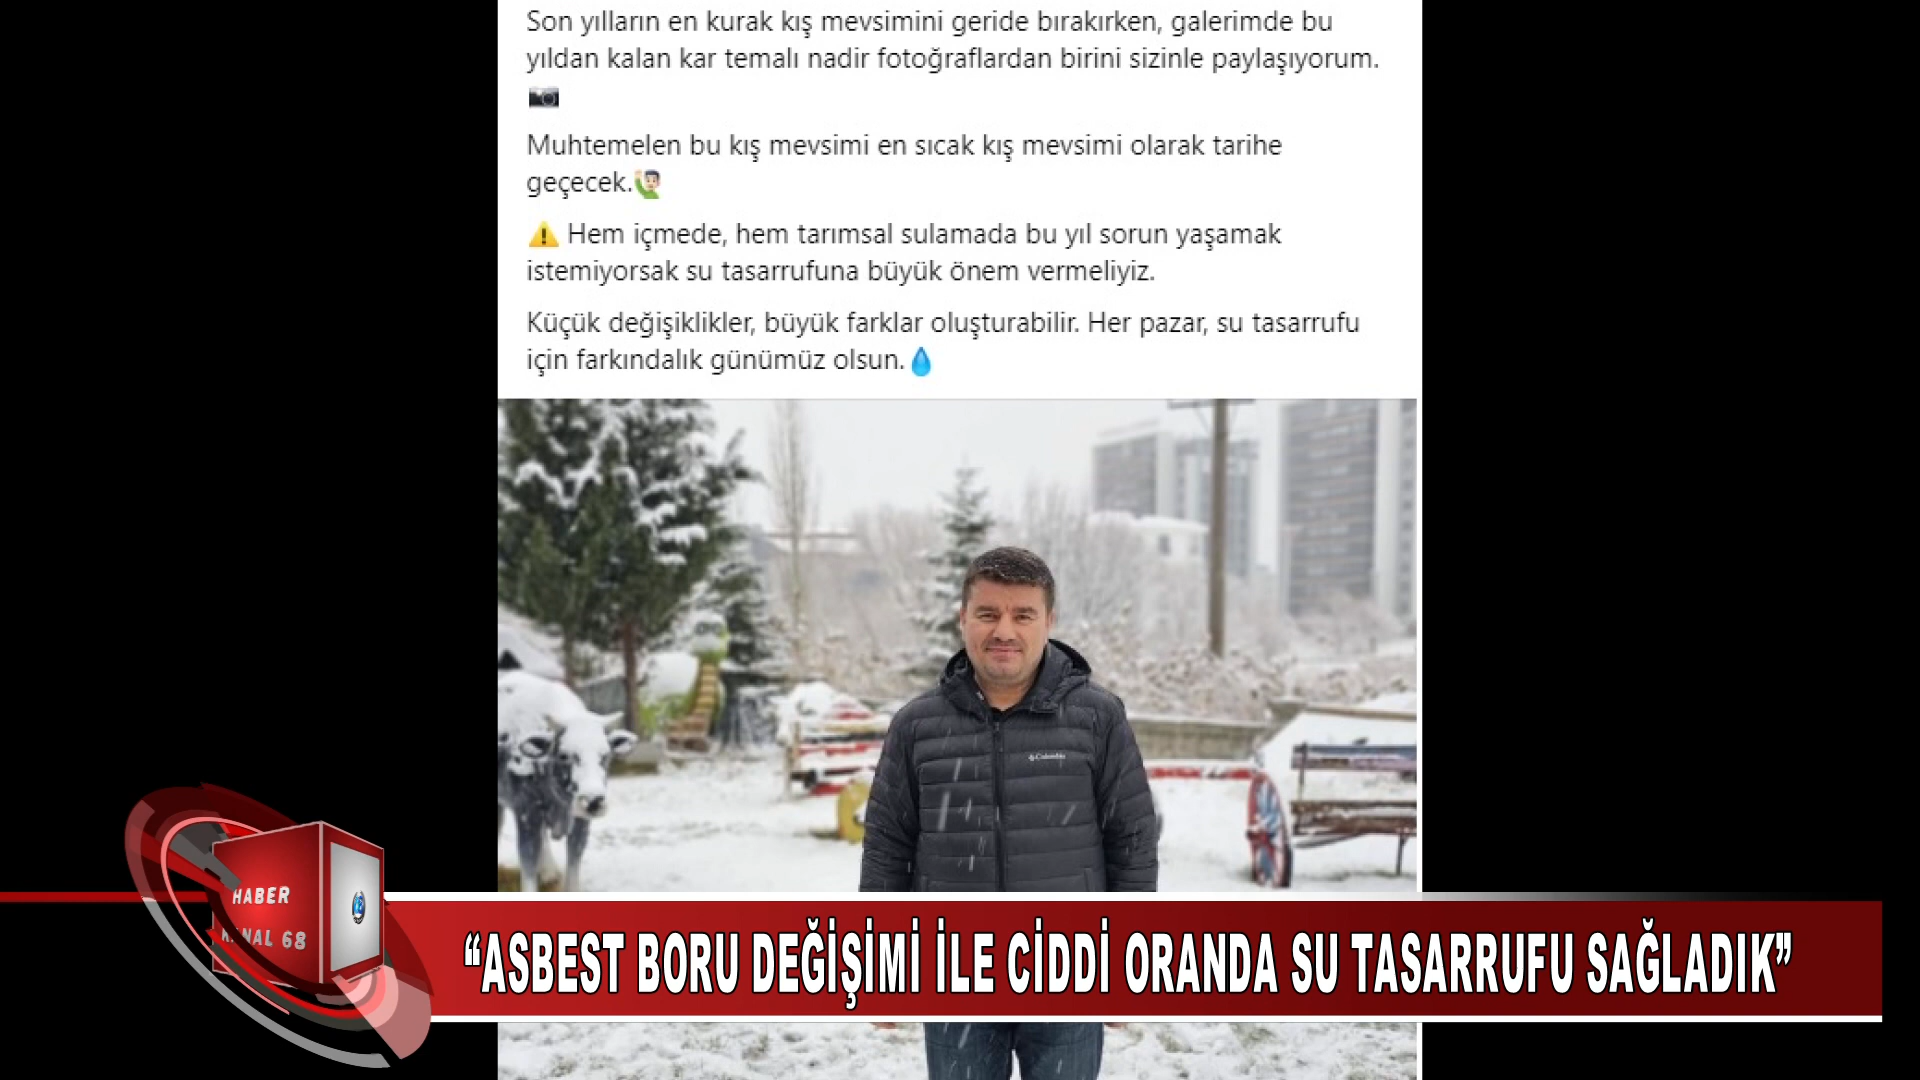 Son yılların en kurak kış mevsimini geride bırakırken, galerimde bu
yıldan kalan kar temalı nadir fotoğraflardan birini sizinle paylaşıyorum.
Muhtemelen bu kış mevsimi en sıcak kış mevsimi olarak tarihe
geçecek.
Hem içmede, hem tarımsal sulamada bu yıl sorun yaşamak
istemiyorsak su tasarrufuna büyük önem vermeliyiz.
Küçük değişiklikler, büyük farklar oluşturabilir. Her pazar, su tasarrufu
için farkındalık günümüz olsun.
Columbia
HABER
KANAL 68
“ASBEST BORU DEĞİŞİMİ İLE CİDDİ ORANDA SU TASARRUFU SAĞLADIK”